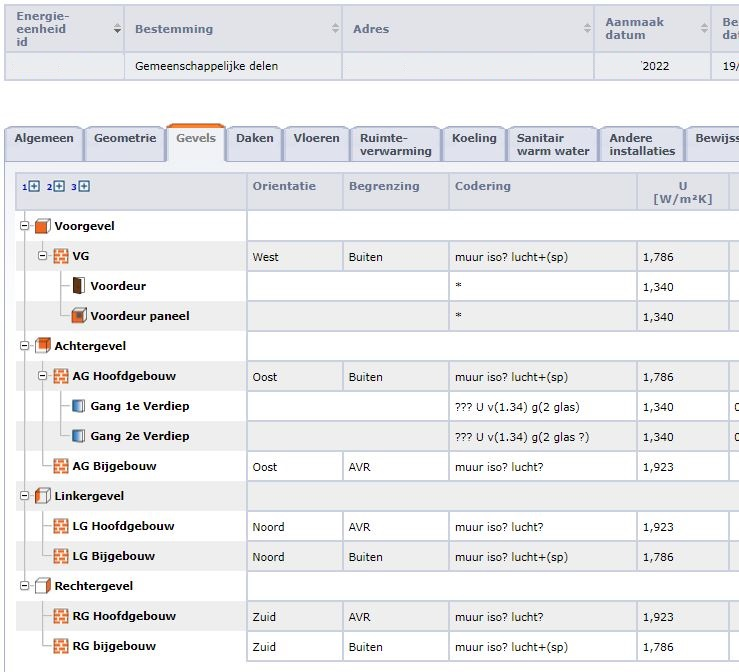 Energie-eenheid id Bestemming Adres Aanmaak datum Be dat
Gemeenschappelijke delen '2022 19/
Algemeen Geometrie Gevels Daken Vloeren Ruimte-verwarming Koeling Sanitair warm water Andere installaties Bewijss
1 2 3 Orientatie Begrenzing Codering U [W/m²K]
Voorgevel
VG West Buiten muur iso? lucht+(sp) 1,786
Voordeur * 1,340
Voordeur paneel * 1,340
Achtergevel
AG Hoofdgebouw Oost Buiten muur iso? lucht+(sp) 1,786
Gang 1e Verdiep ??? U v(1.34) g(2 glas) 1,340 0
Gang 2e Verdiep ??? U v(1.34) g(2 glas ?) 1,340 0
AG Bijgebouw Oost AVR muur iso? lucht? 1,923
Linkergevel
LG Hoofdgebouw Noord AVR muur iso? lucht? 1,923
LG Bijgebouw Noord Buiten muur iso? lucht+(sp) 1,786
Rechtergevel
RG Hoofdgebouw Zuid AVR muur iso? lucht? 1,923
RG bijgebouw Zuid Buiten muur iso? lucht+(sp) 1,786